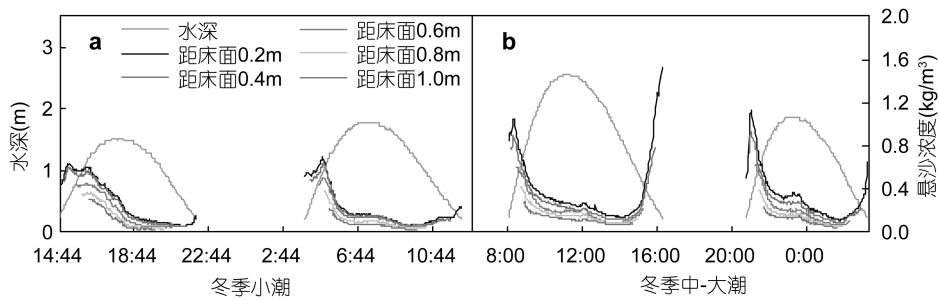 a
水深
距床面0.2m
距床面0.4m
距床面0.6m
距床面0.8m
距床面1.0m
b
水深(m)
3
2
1
0
悬沙浓度(kg/m³)
2.0
1.6
1.2
0.8
0.4
0.0
14:44 18:44 22:44 2:44 6:44 10:44
8:00 12:00 16:00 20:00 0:00
冬季小潮
冬季中-大潮